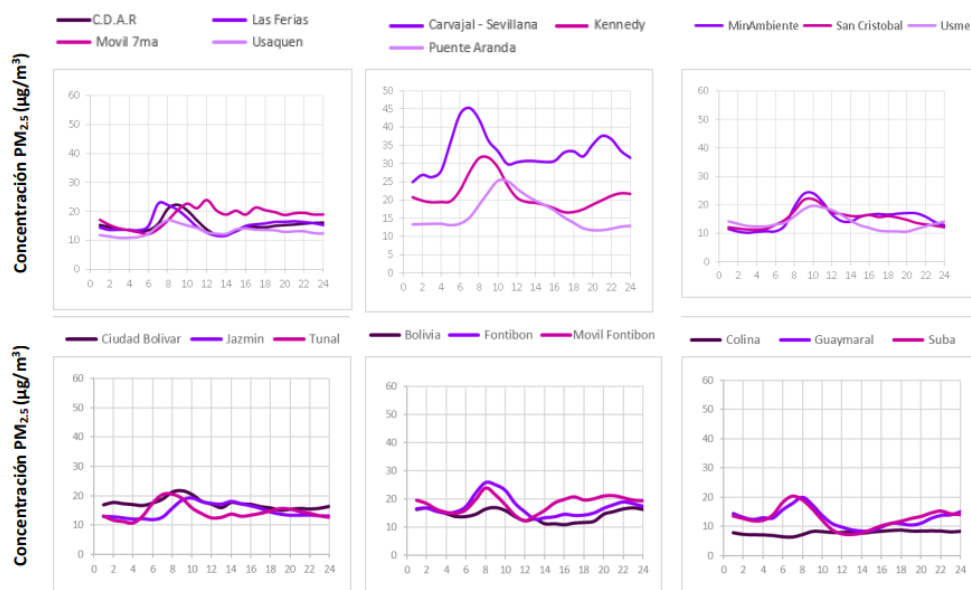 C.D.A.R Las Ferias
Movil 7ma Usaquen
Carvajal - Sevillana Kennedy
Puente Aranda
MinAmbiente San Cristobal Usme
Concentración PM2.5 (µg/m³)
60
50
40
30
20
10
0
0 2 4 6 8 10 12 14 16 18 20 22 24
50
45
40
35
30
25
20
15
10
5
0
0 2 4 6 8 10 12 14 16 18 20 22 24
60
50
40
30
20
10
0
0 2 4 6 8 10 12 14 16 18 20 22 24
Ciudad Bolivar Jazmin Tunal
Bolivia Fontibon Movil Fontibon
Colina Guaymaral Suba
Concentración PM2.5 (µg/m³)
60
50
40
30
20
10
0
0 2 4 6 8 10 12 14 16 18 20 22 24
60
50
40
30
20
10
0
0 2 4 6 8 10 12 14 16 18 20 22 24
60
50
40
30
20
10
0
0 2 4 6 8 10 12 14 16 18 20 22 24